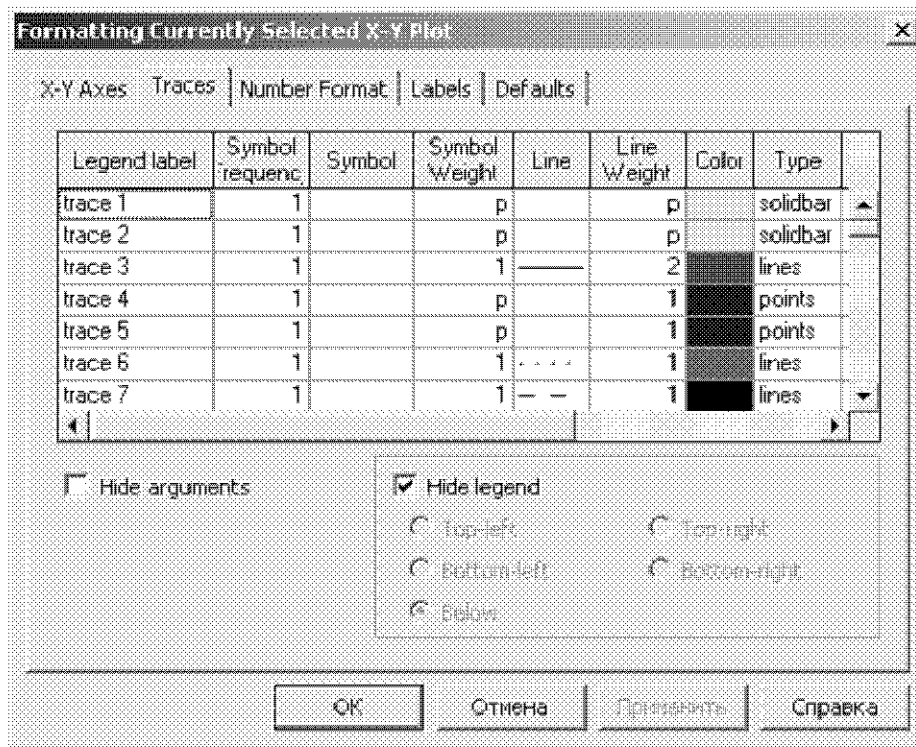 Formatting Currently Selected X-Y Plot
X-Y Axes Traces Number Format Labels Defaults
Legend label Symbol requenc. Symbol Symbol Weight Line Line Weight Color Type
trace 1 1 p p solidbar
trace 2 1 p p solidbar
trace 3 1 1 2 lines
trace 4 1 p 1 points
trace 5 1 p 1 points
trace 6 1 1 1 lines
trace 7 1 1 1 lines
Hide arguments Hide legend
Top-left Top-right
Bottom-left Bottom-right
Below
OK Отмена Применить Справка